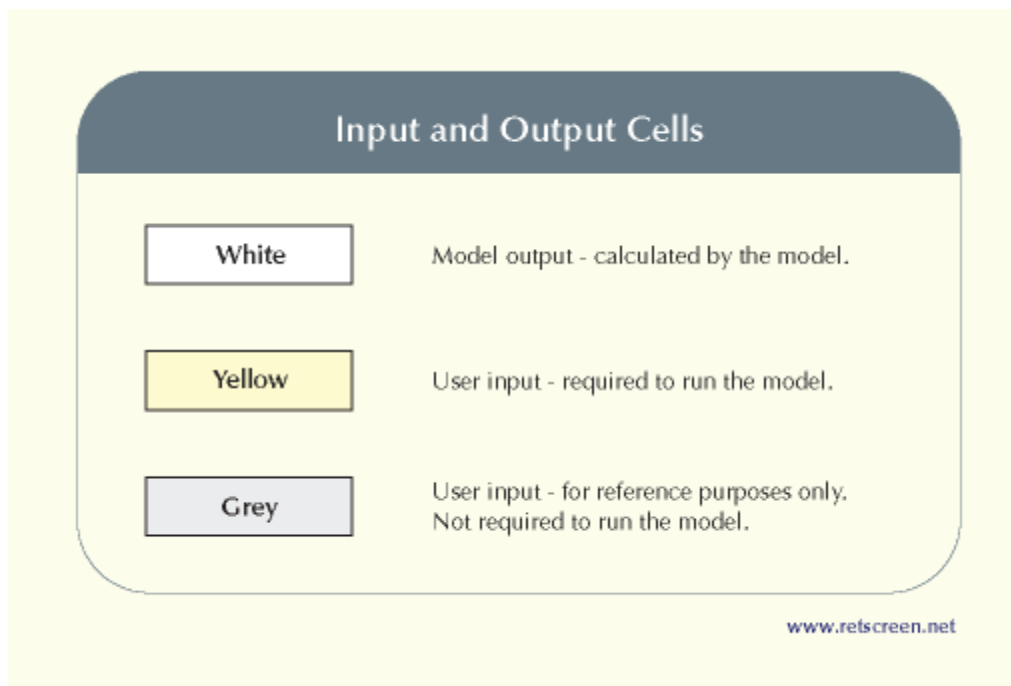 Input and Output Cells
White
Model output - calculated by the model.
Yellow
User input - required to run the model.
Grey
User input - for reference purposes only.
Not required to run the model.
www.retscreen.net